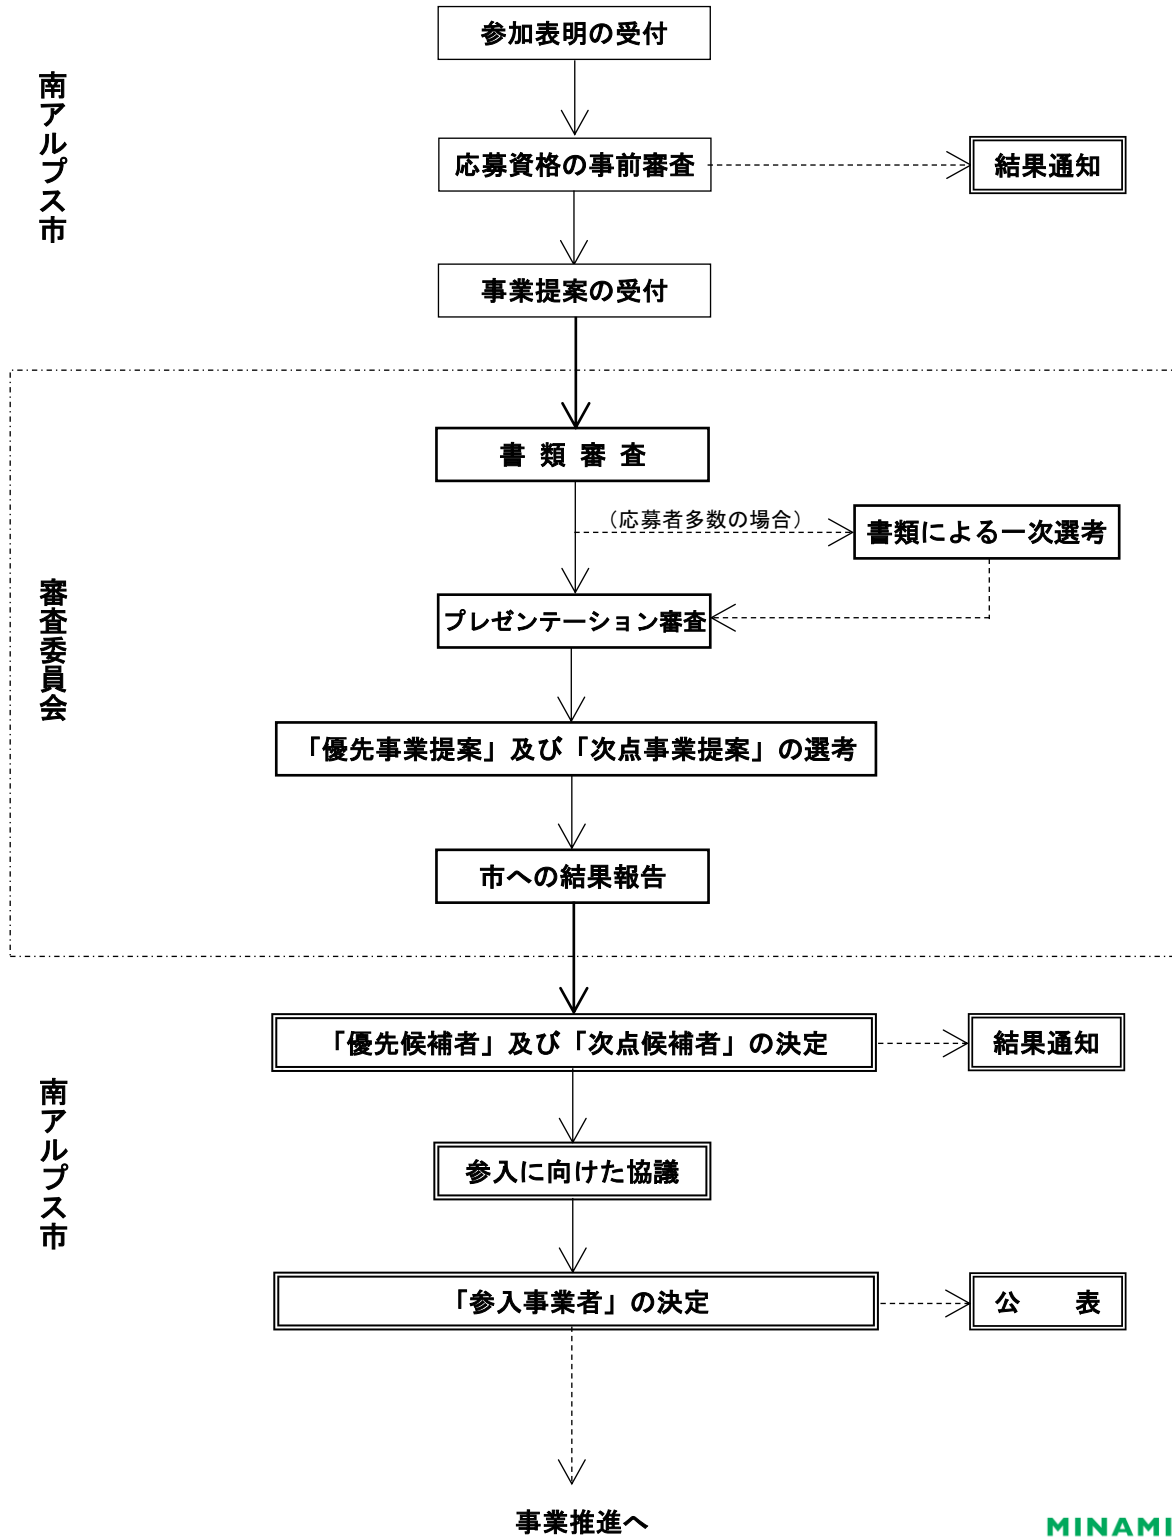 南アルプス市
参加表明の受付
応募資格の事前審査
結果通知
事業提案の受付
審査委員会
書類審査
（応募者多数の場合）
書類による一次選考
プレゼンテーション審査
「優先事業提案」及び「次点事業提案」の選考
市への結果報告
南アルプス市
「優先候補者」及び「次点候補者」の決定
結果通知
参入に向けた協議
「参入事業者」の決定
公　　表
事業推進へ
MINAMI